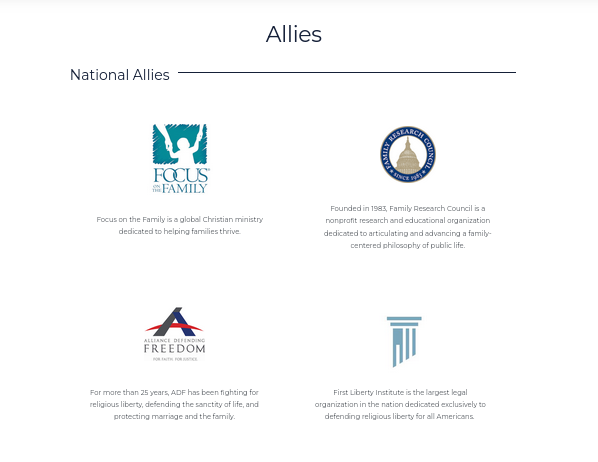 Allies
National Allies
FOCUS
ON THE FAMILY
Focus on the Family is a global Christian ministry
dedicated to helping families thrive.
FAMILY RESEARCH COUNCIL
SINCE 1983
Founded in 1983, Family Research Council is a
nonprofit research and educational organization
dedicated to articulating and advancing a family-
centered philosophy of public life.
ALLIANCE DEFENDING
FREEDOM
FOR FAITH. FOR JUSTICE.
For more than 25 years, ADF has been fighting for
religious liberty, defending the sanctity of life, and
protecting marriage and the family.
First Liberty Institute is the largest legal
organization in the nation dedicated exclusively to
defending religious liberty for all Americans.